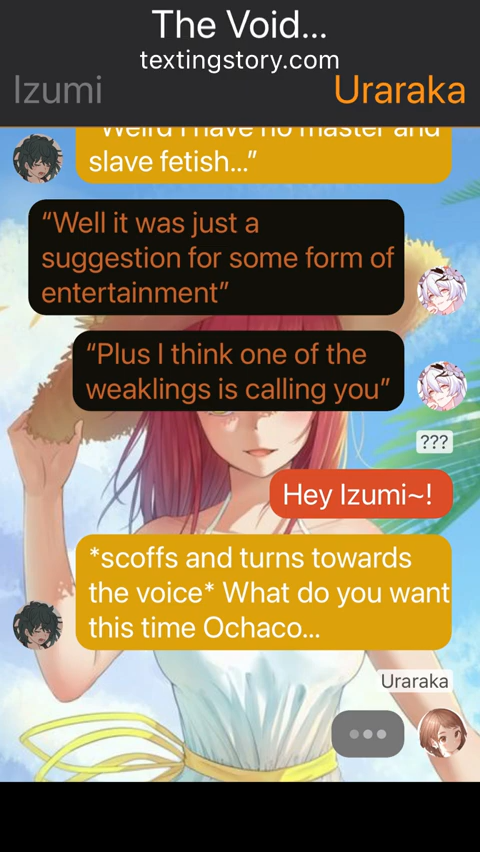 The Void...
textingstory.com
Izumi
Uraraka
“Weird I have no master and
slave fetish...”
“Well it was just a
suggestion for some form of
entertainment”
“Plus I think one of the
weaklings is calling you”
???
Hey Izumi~!
*scoffs and turns towards
the voice* What do you want
this time Ochaco...
Uraraka